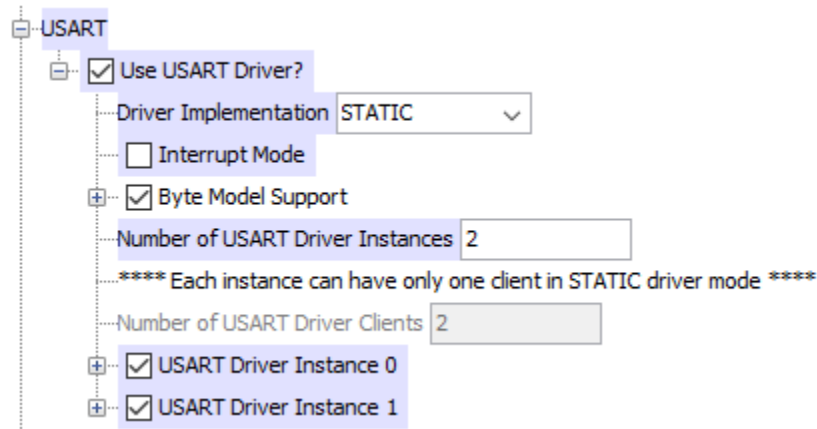 USART
Use USART Driver?
Driver Implementation STATIC
Interrupt Mode
Byte Model Support
Number of USART Driver Instances 2
**** Each instance can have only one client in STATIC driver mode ****
Number of USART Driver Clients 2
USART Driver Instance 0
USART Driver Instance 1